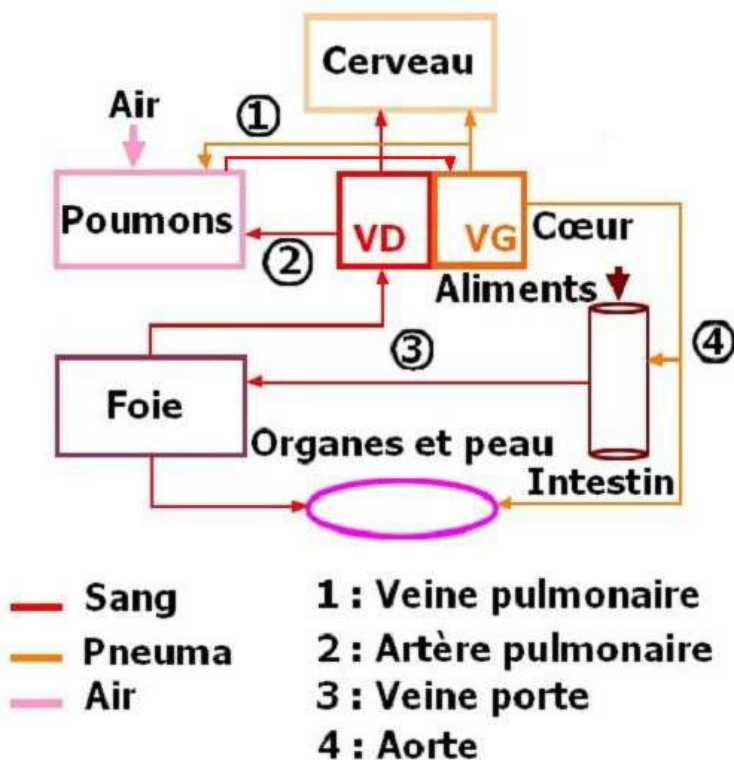 Cerveau
Air
①
Poumons
VD
VG
Cœur
②
Aliments
③
④
Foie
Organes et peau
Intestin
Sang
Pneuma
Air
1 : Veine pulmonaire
2 : Artère pulmonaire
3 : Veine porte
4 : Aorte